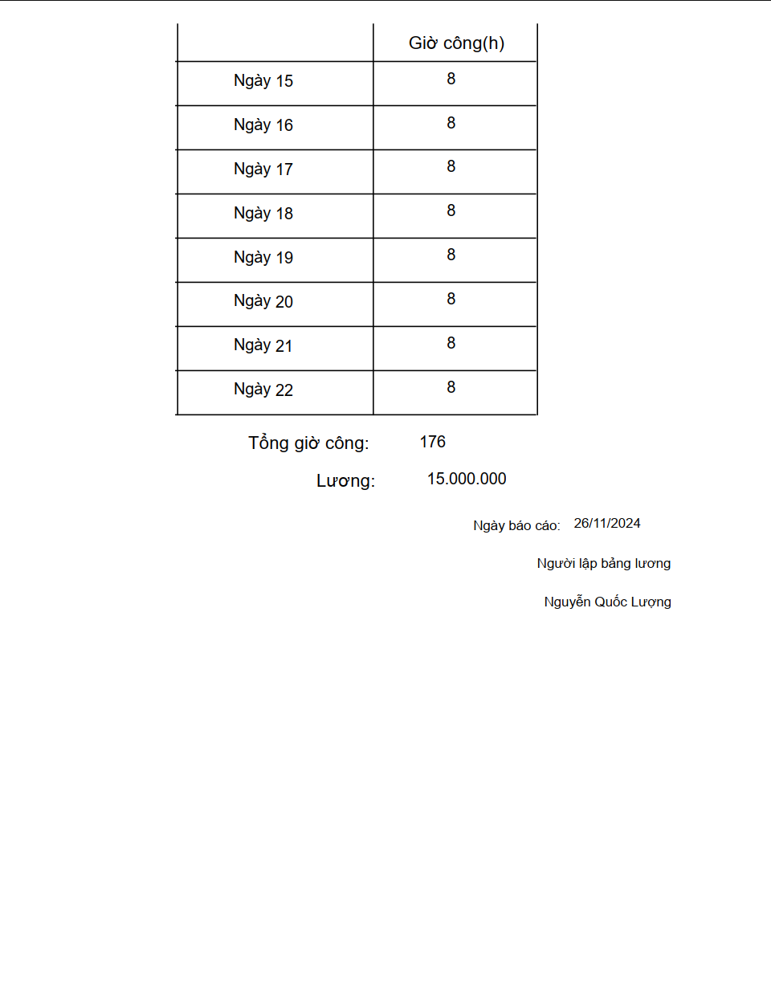 Giờ công(h)
Ngày 15 8
Ngày 16 8
Ngày 17 8
Ngày 18 8
Ngày 19 8
Ngày 20 8
Ngày 21 8
Ngày 22 8
Tổng giờ công: 176
Lương: 15.000.000
Ngày báo cáo: 26/11/2024
Người lập bảng lương
Nguyễn Quốc Lượng